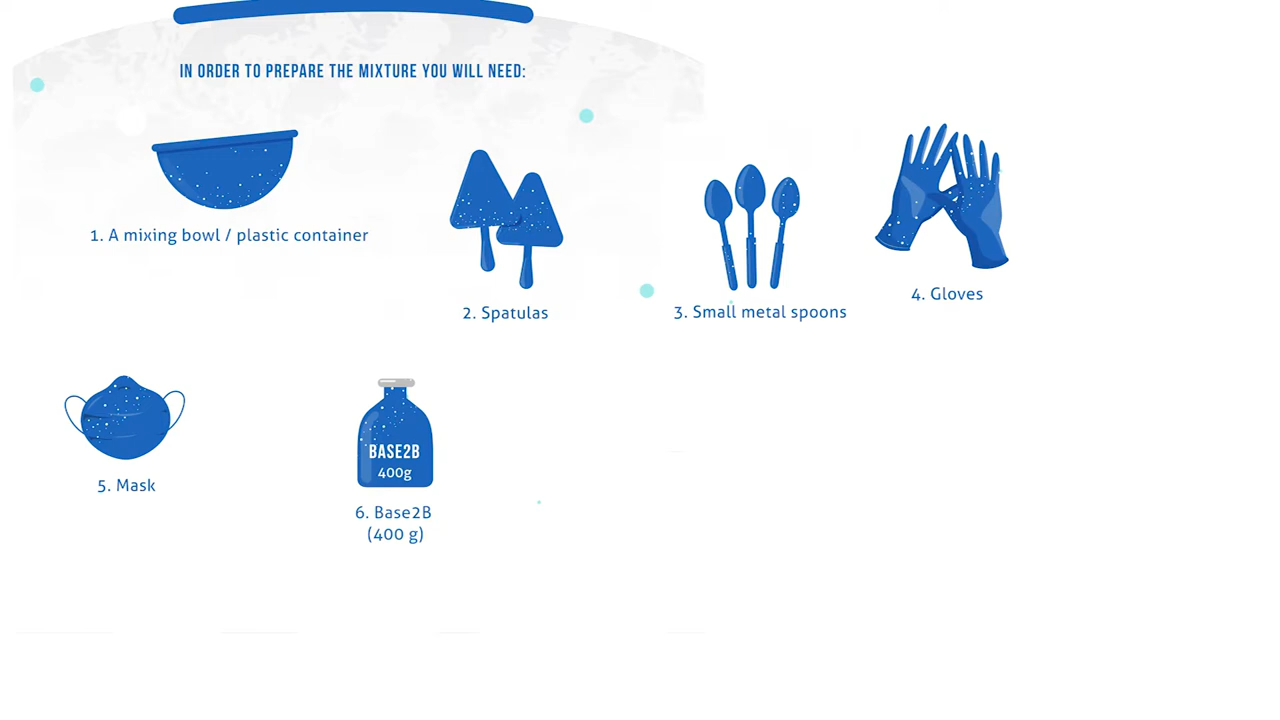 IN ORDER TO PREPARE THE MIXTURE YOU WILL NEED:
1. A mixing bowl / plastic container
2. Spatulas
3. Small metal spoons
4. Gloves
5. Mask
BASE2B
400g
6. Base2B
(400 g)